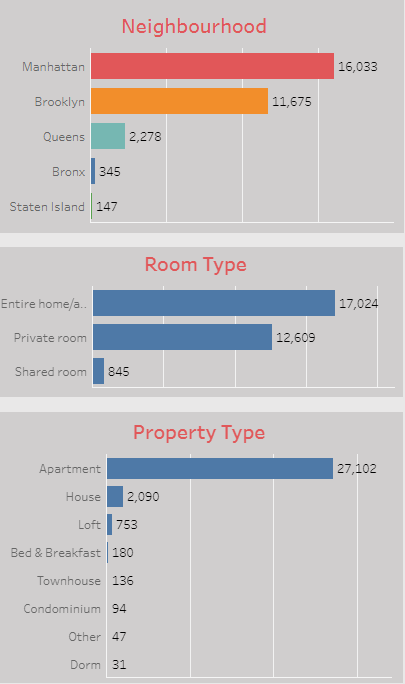 Neighbourhood
Manhattan 16,033
Brooklyn 11,675
Queens 2,278
Bronx 345
Staten Island 147
Room Type
Entire home/a.. 17,024
Private room 12,609
Shared room 845
Property Type
Apartment 27,102
House 2,090
Loft 753
Bed & Breakfast 180
Townhouse 136
Condominium 94
Other 47
Dorm 31